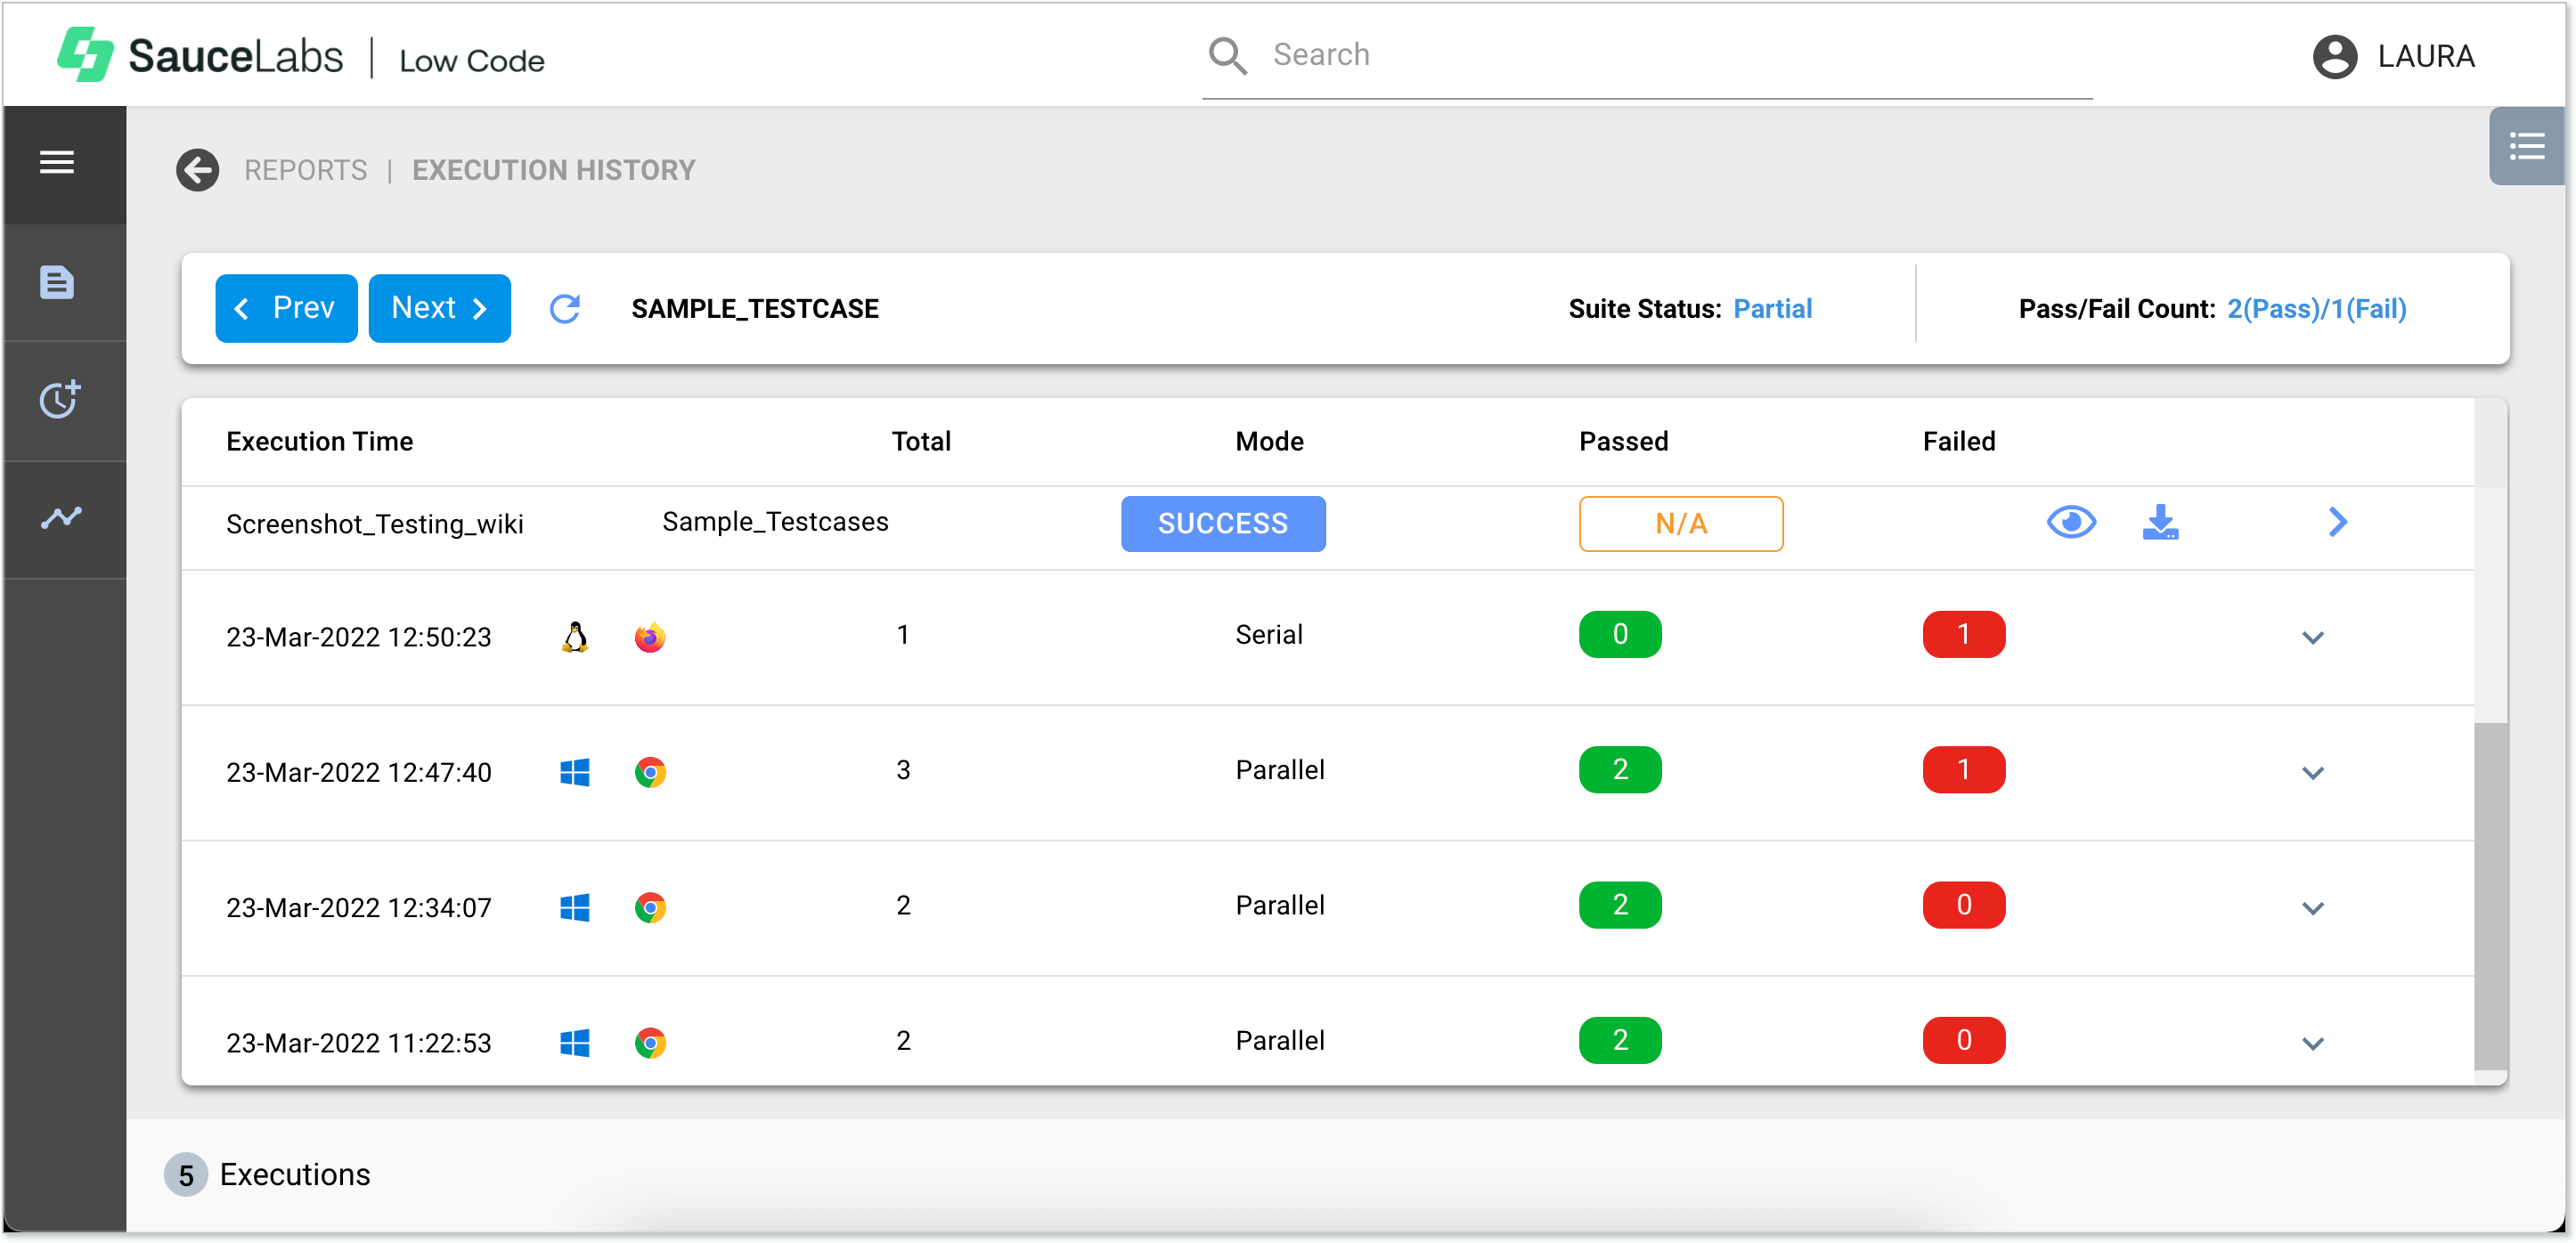 SauceLabs | Low Code
Search
LAURA
REPORTS | EXECUTION HISTORY
Prev
Next
SAMPLE_TESTCASE
Suite Status: Partial
Pass/Fail Count: 2(Pass)/1(Fail)
Execution Time Total Mode Passed Failed
Screenshot_Testing_wiki Sample_Testcases SUCCESS N/A
23-Mar-2022 12:50:23 1 Serial 0 1
23-Mar-2022 12:47:40 3 Parallel 2 1
23-Mar-2022 12:34:07 2 Parallel 2 0
23-Mar-2022 11:22:53 2 Parallel 2 0
5 Executions